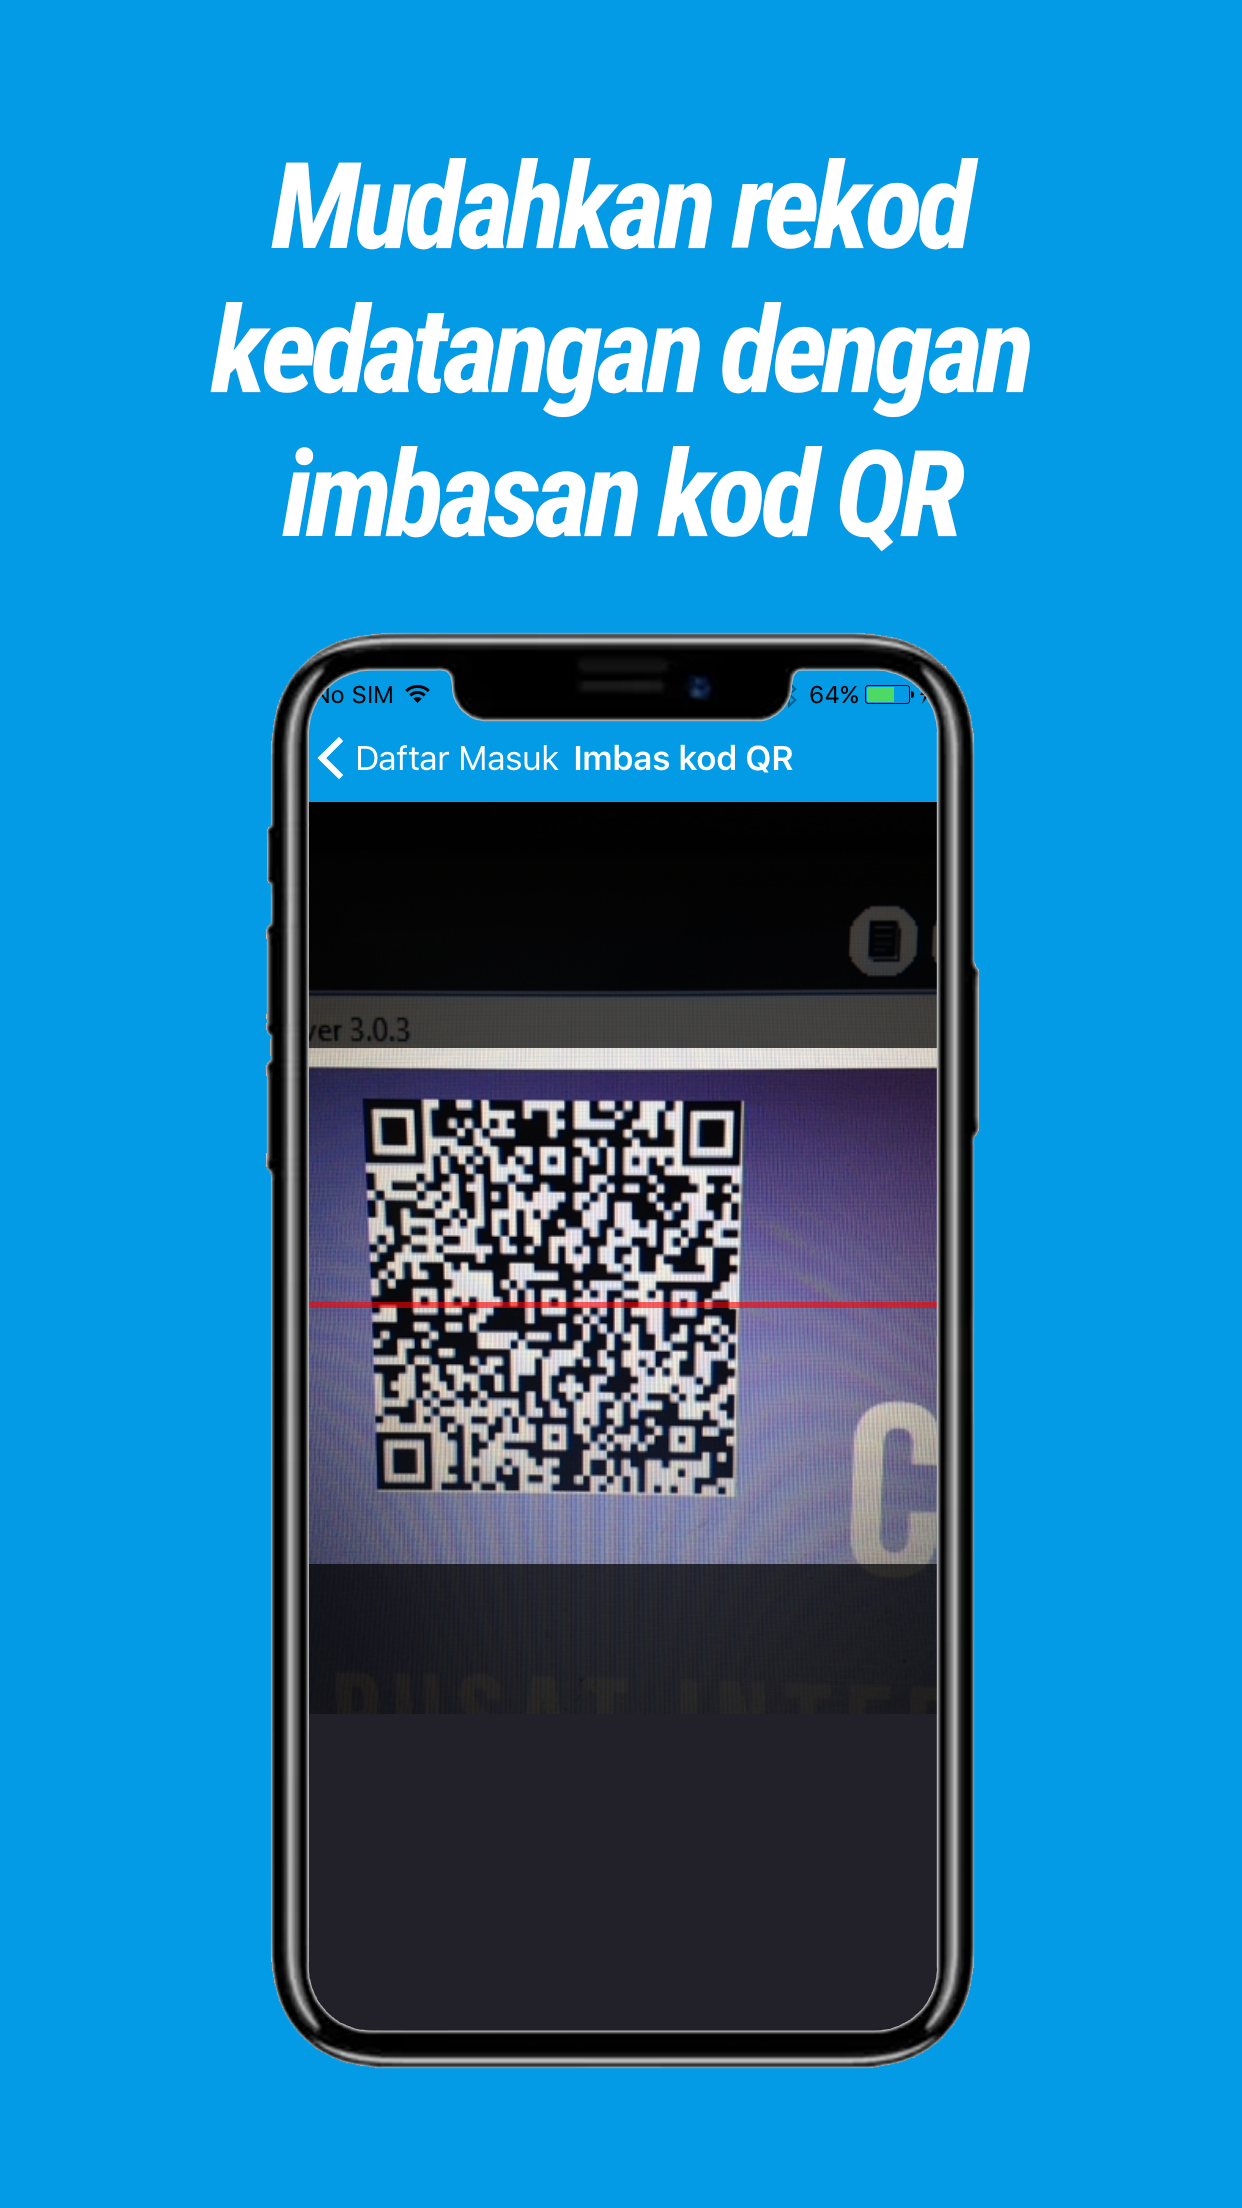 Mudahkan rekod
kedatangan dengan
imbasan kod QR
No SIM 64%
Daftar Masuk Imbas kod QR
ver 3.0.3
C
PUSAT